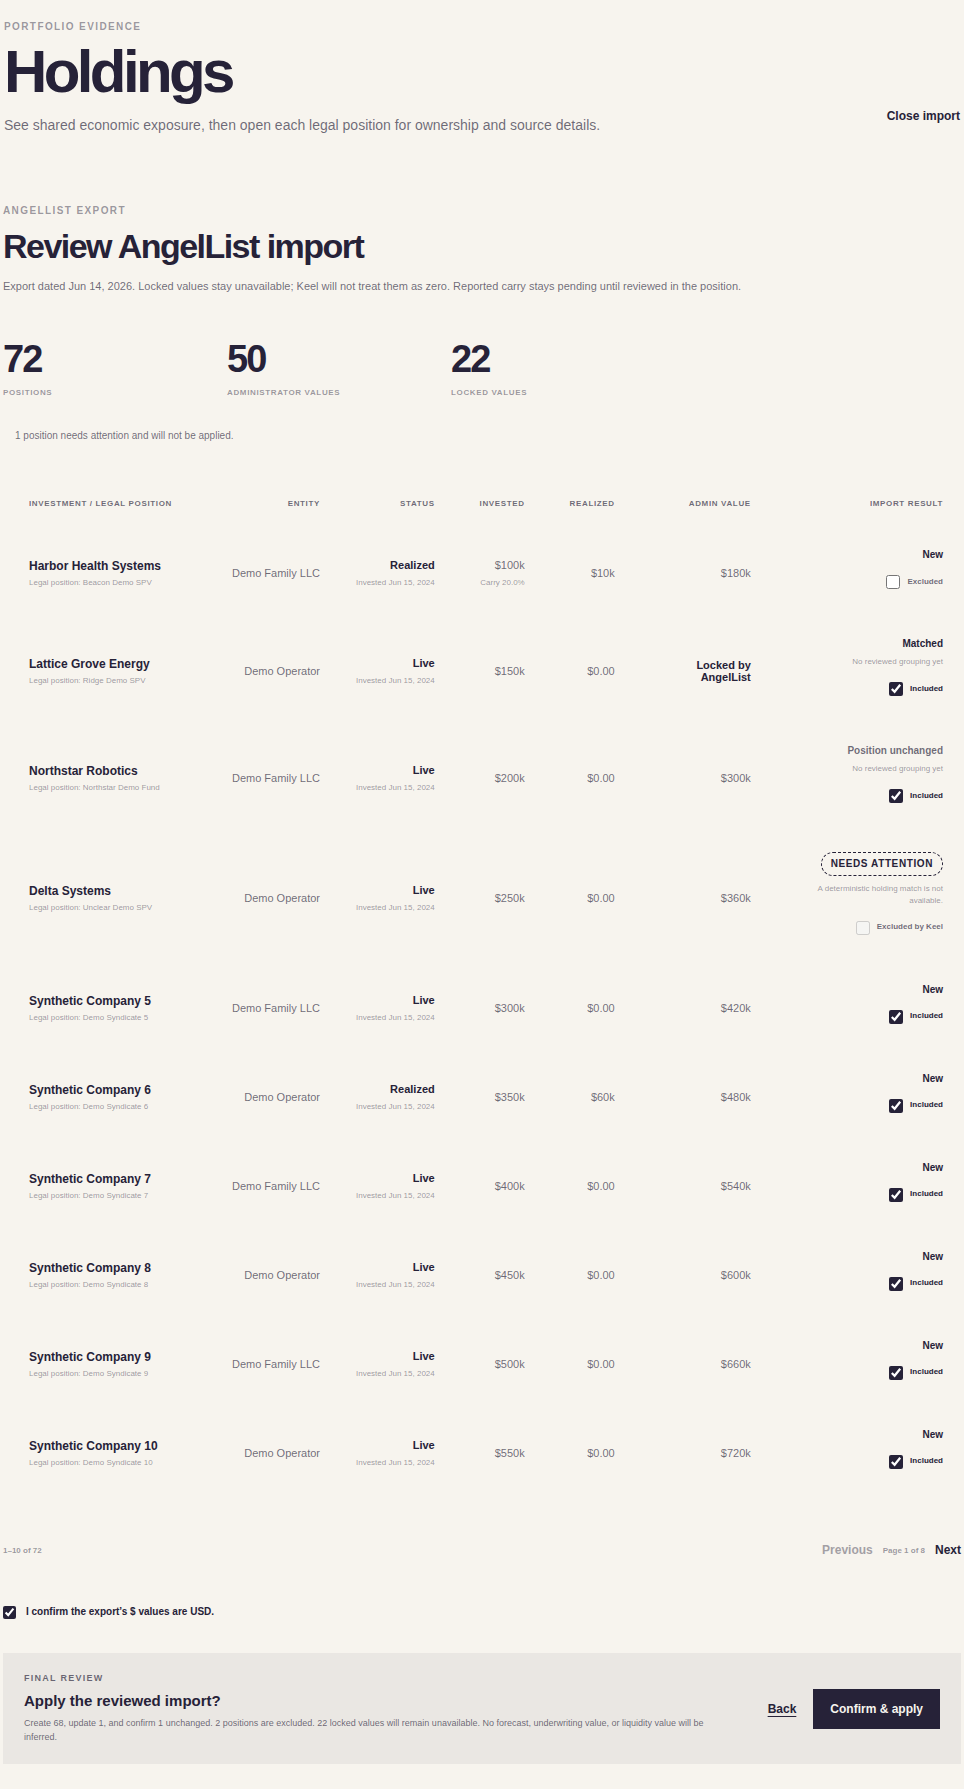 PORTFOLIO EVIDENCE
Holdings
See shared economic exposure, then open each legal position for ownership and source details.
Close import
ANGELLIST EXPORT
Review AngelList import
Export dated Jun 14, 2026. Locked values stay unavailable; Keel will not treat them as zero. Reported carry stays pending until reviewed in the position.
72 50 22
POSITIONS ADMINISTRATOR VALUES LOCKED VALUES
1 position needs attention and will not be applied.
INVESTMENT / LEGAL POSITION ENTITY STATUS INVESTED REALIZED ADMIN VALUE IMPORT RESULT
New
Harbor Health Systems Realized $100k
Demo Family LLC $10k $180k
Legal position: Beacon Demo SPV Invested Jun 15, 2024 Carry 20.0% Excluded
Matched
Lattice Grove Energy Live Locked by No reviewed grouping yet
Demo Operator $150k $0.00 AngelList
Legal position: Ridge Demo SPV Invested Jun 15, 2024
Included
Position unchanged
Northstar Robotics Live No reviewed grouping yet
Demo Family LLC $200k $0.00 $300k
Legal position: Northstar Demo Fund Invested Jun 15, 2024
Included
NEEDS ATTENTION
Delta Systems Live A deterministic holding match is not
Demo Operator $250k $0.00 $360k available.
Legal position: Unclear Demo SPV Invested Jun 15, 2024
Excluded by Keel
New
Synthetic Company 5 Live
Demo Family LLC $300k $0.00 $420k
Legal position: Demo Syndicate 5 Invested Jun 15, 2024 Included
New
Synthetic Company 6 Realized
Demo Operator $350k $60k $480k
Legal position: Demo Syndicate 6 Invested Jun 15, 2024 Included
New
Synthetic Company 7 Live
Demo Family LLC $400k $0.00 $540k
Legal position: Demo Syndicate 7 Invested Jun 15, 2024 Included
New
Synthetic Company 8 Live
Demo Operator $450k $0.00 $600k
Legal position: Demo Syndicate 8 Invested Jun 15, 2024 Included
New
Synthetic Company 9 Live
Demo Family LLC $500k $0.00 $660k
Legal position: Demo Syndicate 9 Invested Jun 15, 2024 Included
New
Synthetic Company 10 Live
Demo Operator $550k $0.00 $720k
Legal position: Demo Syndicate 10 Invested Jun 15, 2024 Included
1–10 of 72 Previous Page 1 of 8 Next
I confirm the export's $ values are USD.
FINAL REVIEW
Apply the reviewed import?
Create 68, update 1, and confirm 1 unchanged. 2 positions are excluded. 22 locked values will remain unavailable. No forecast, underwriting value, or liquidity value will be
inferred.
Back Confirm & apply